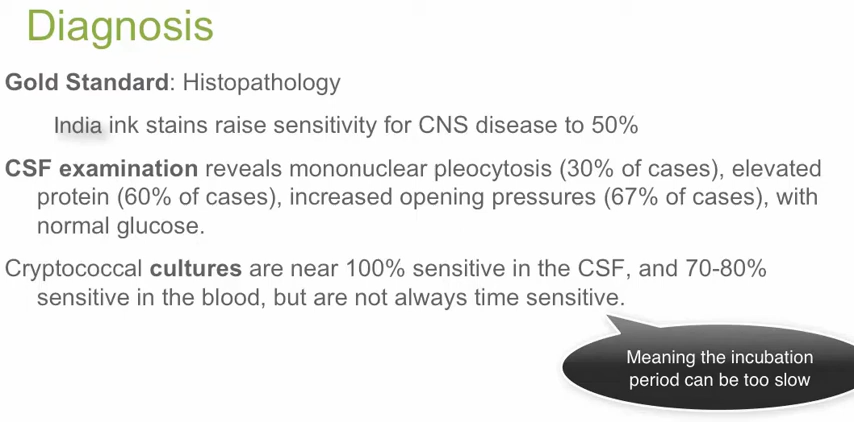 Diagnosis
Gold Standard: Histopathology
India ink stains raise sensitivity for CNS disease to 50%
CSF examination reveals mononuclear pleocytosis (30% of cases), elevated
protein (60% of cases), increased opening pressures (67% of cases), with
normal glucose.
Cryptococcal cultures are near 100% sensitive in the CSF, and 70-80%
sensitive in the blood, but are not always time sensitive.
Meaning the incubation
period can be too slow